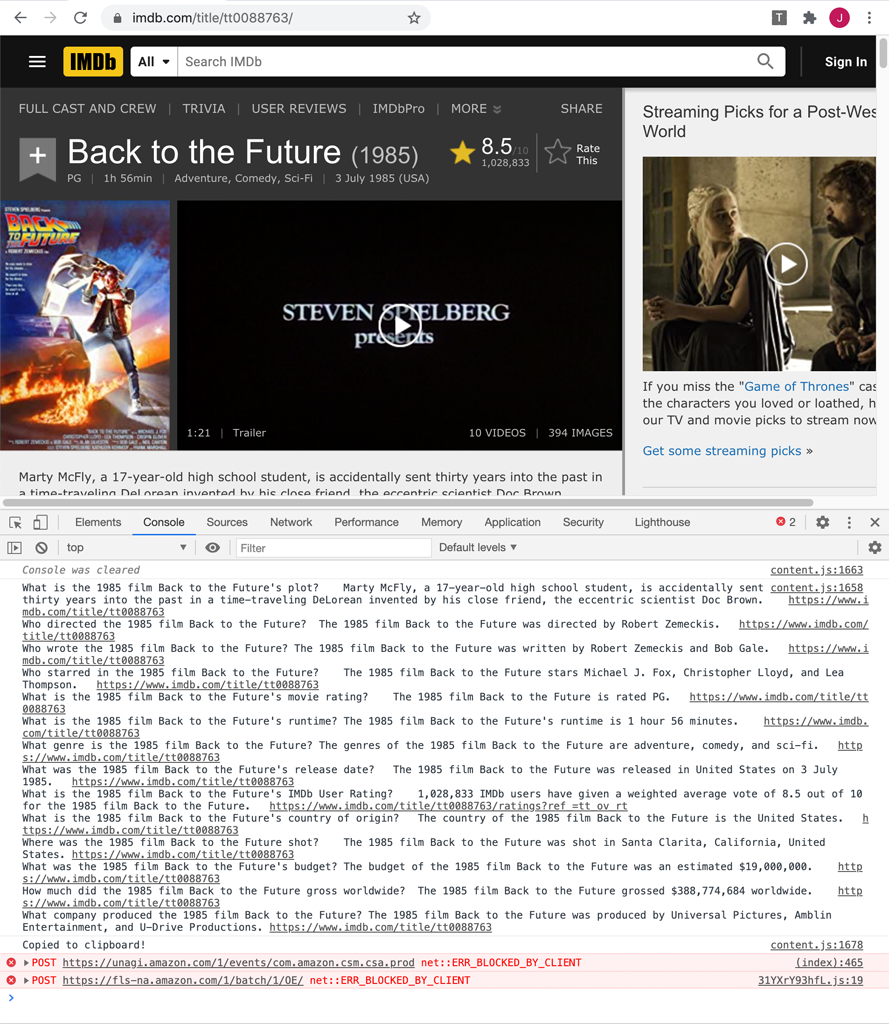 imdb.com/title/tt0088763/
T
J
IMDb
All
Search IMDb
Sign In
FULL CAST AND CREW | TRIVIA | USER REVIEWS | IMDbPro | MORE
SHARE
Back to the Future (1985)
8.5/10
1,028,833
Rate
This
PG | 1h 56min | Adventure, Comedy, Sci-Fi | 3 July 1985 (USA)
STEVEN SPIELBERG Presents
BACK
TO THE
FUTURE
A ROBERT ZEMECKIS Film
STEVEN SPIELBERG
presents
1:21 | Trailer
10 VIDEOS | 394 IMAGES
Marty McFly, a 17-year-old high school student, is accidentally sent thirty years into the past in
a time-traveling DeLorean invented by his close friend, the eccentric scientist Doc Brown.
Streaming Picks for a Post-Wes
World
If you miss the "Game of Thrones" cas
the characters you loved or loathed, h
our TV and movie picks to stream now
Get some streaming picks »
Elements Console Sources Network Performance Memory Application Security Lighthouse 2
top
Filter
Default levels ▼
Console was cleared content.js:1663
What is the 1985 film Back to the Future's plot? Marty McFly, a 17-year-old high school student, is accidentally sent content.js:1658
thirty years into the past in a time-traveling DeLorean invented by his close friend, the eccentric scientist Doc Brown. https://www.i
mdb.com/title/tt0088763
Who directed the 1985 film Back to the Future? The 1985 film Back to the Future was directed by Robert Zemeckis. https://www.imdb.com/
title/tt0088763
Who wrote the 1985 film Back to the Future? The 1985 film Back to the Future was written by Robert Zemeckis and Bob Gale. https://www.i
mdb.com/title/tt0088763
Who starred in the 1985 film Back to the Future? The 1985 film Back to the Future stars Michael J. Fox, Christopher Lloyd, and Lea
Thompson. https://www.imdb.com/title/tt0088763
What is the 1985 film Back to the Future's movie rating? The 1985 film Back to the Future is rated PG. https://www.imdb.com/title/tt
0088763
What is the 1985 film Back to the Future's runtime? The 1985 film Back to the Future's runtime is 1 hour 56 minutes. https://www.imdb.
com/title/tt0088763
What genre is the 1985 film Back to the Future? The genres of the 1985 film Back to the Future are adventure, comedy, and sci-fi. http
s://www.imdb.com/title/tt0088763
What was the 1985 film Back to the Future's release date? The 1985 film Back to the Future was released in United States on 3 July
1985. https://www.imdb.com/title/tt0088763
What is the 1985 film Back to the Future's IMDb User Rating? 1,028,833 IMDb users have given a weighted average vote of 8.5 out of 10
for the 1985 film Back to the Future. https://www.imdb.com/title/tt0088763/ratings?ref_=tt_ov_rt
What is the 1985 film Back to the Future's country of origin? The country of the 1985 film Back to the Future is the United States. h
ttps://www.imdb.com/title/tt0088763
Where was the 1985 film Back to the Future shot? The 1985 film Back to the Future was shot in Santa Clarita, California, United
States. https://www.imdb.com/title/tt0088763
What was the 1985 film Back to the Future's budget? The budget of the 1985 film Back to the Future was an estimated $19,000,000. http
s://www.imdb.com/title/tt0088763
How much did the 1985 film Back to the Future gross worldwide? The 1985 film Back to the Future grossed $388,774,684 worldwide. http
s://www.imdb.com/title/tt0088763
What company produced the 1985 film Back to the Future? The 1985 film Back to the Future was produced by Universal Pictures, Amblin
Entertainment, and U-Drive Productions. https://www.imdb.com/title/tt0088763
Copied to clipboard! content.js:1678
POST https://unagi.amazon.com/1/events/com.amazon.csm.csa.prod net::ERR_BLOCKED_BY_CLIENT (index):465
POST https://fls-na.amazon.com/1/batch/1/OE/ net::ERR_BLOCKED_BY_CLIENT 31YXrY93hfL.js:19